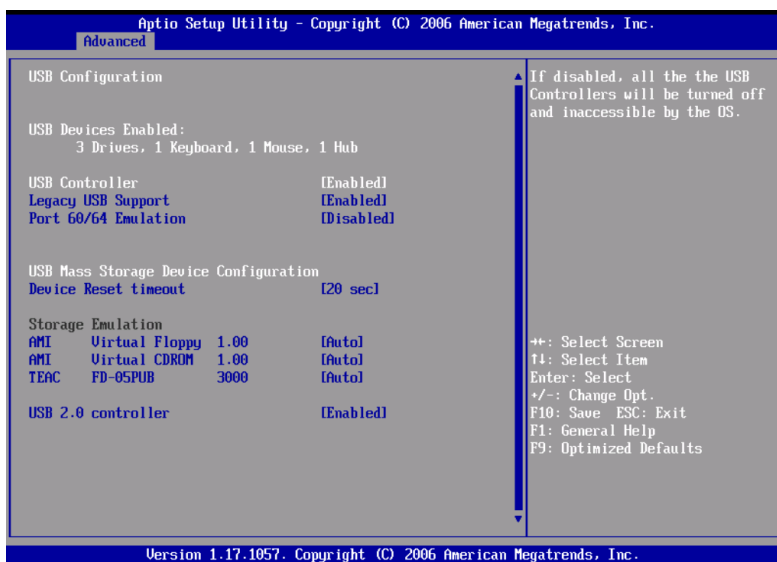 Aptio Setup Utility - Copyright (C) 2006 American Megatrends, Inc.
Advanced
USB Configuration
USB Devices Enabled:
3 Drives, 1 Keyboard, 1 Mouse, 1 Hub
USB Controller [Enabled]
Legacy USB Support [Enabled]
Port 60/64 Emulation [Disabled]
USB Mass Storage Device Configuration
Device Reset timeout [20 sec]
Storage Emulation
AMI Virtual Floppy 1.00 [Auto]
AMI Virtual CDROM 1.00 [Auto]
TEAC FD-05PUB 3000 [Auto]
USB 2.0 controller [Enabled]
If disabled, all the the USB
Controllers will be turned off
and inaccessible by the OS.
→←: Select Screen
↑↓: Select Item
Enter: Select
+/-: Change Opt.
F10: Save ESC: Exit
F1: General Help
F9: Optimized Defaults
Version 1.17.1057. Copyright (C) 2006 American Megatrends, Inc.